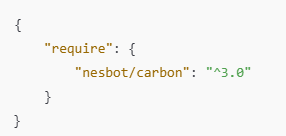 {
    "require": {
        "nesbot/carbon": "^3.0"
    }
}